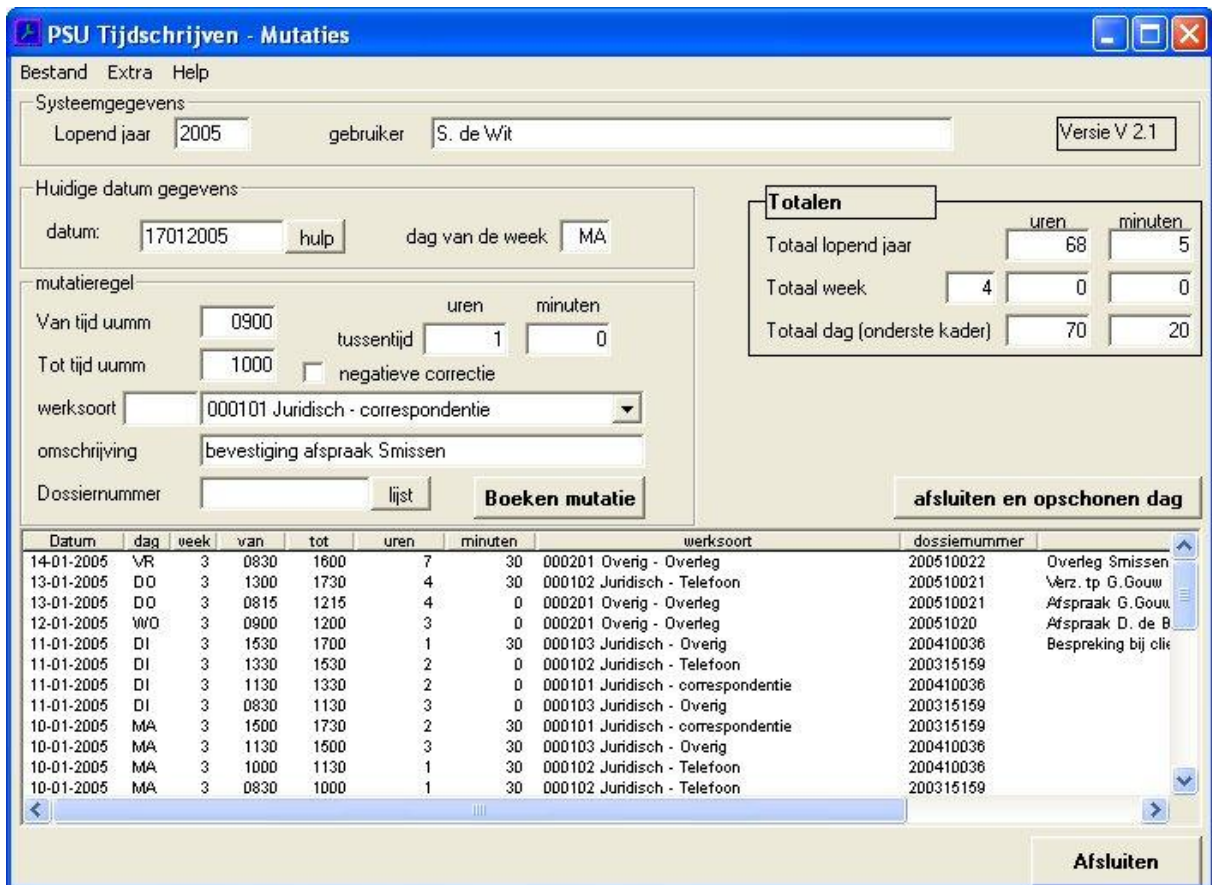 PSU Tijdschrijven - Mutaties
Bestand Extra Help
Systeemgegevens
Lopend jaar 2005 gebruiker S. de Wit Versie V 2.1
Huidige datum gegevens
datum: 17012005 hulp dag van de week MA
Totalen
uren minuten
Totaal lopend jaar 68 5
Totaal week 4 0 0
Totaal dag (onderste kader) 70 20
mutatieregel
uren minuten
Van tijd uumm 0900
tussentijd 1 0
Tot tijd uumm 1000 negatieve correctie
werksoort 000101 Juridisch - correspondentie
omschrijving bevestiging afspraak Smissen
Dossiernummer lijst Boeken mutatie afsluiten en opschonen dag
Datum dag week van tot uren minuten werksoort dossiernummer
14-01-2005 VR 3 0830 1600 7 30 000201 Overig - Overleg 200510022 Overleg Smissen
13-01-2005 DO 3 1300 1730 4 30 000102 Juridisch - Telefoon 200510021 Verz. tp G.Gouw
13-01-2005 DO 3 0815 1215 4 0 000201 Overig - Overleg 200510021 Afspraak G.Gouw
12-01-2005 WO 3 0900 1200 3 0 000201 Overig - Overleg 20051020 Afspraak D. de B
11-01-2005 DI 3 1530 1700 1 30 000103 Juridisch - Overig 200410036 Bespreking bij clie
11-01-2005 DI 3 1330 1530 2 0 000102 Juridisch - Telefoon 200315159
11-01-2005 DI 3 1130 1330 2 0 000101 Juridisch - correspondentie 200410036
11-01-2005 DI 3 0830 1130 3 0 000103 Juridisch - Overig 200315159
10-01-2005 MA 3 1500 1730 2 30 000101 Juridisch - correspondentie 200315159
10-01-2005 MA 3 1130 1500 3 30 000103 Juridisch - Overig 200410036
10-01-2005 MA 3 1000 1130 1 30 000102 Juridisch - Telefoon 200410036
10-01-2005 MA 3 0830 1000 1 30 000102 Juridisch - Telefoon 200315159
Afsluiten